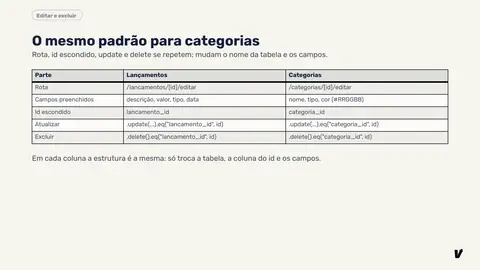 Editar e excluir
O mesmo padrão para categorias
Rota, id escondido, update e delete se repetem; mudam o nome da tabela e os campos.
Parte Lançamentos Categorias
Rota /lancamentos/[id]/editar /categorias/[id]/editar
Campos preenchidos descrição, valor, tipo, data nome, tipo, cor (#RRGGBB)
Id escondido lancamento_id categoria_id
Atualizar .update(...).eq("lancamento_id", id) .update(...).eq("categoria_id", id)
Excluir .delete().eq("lancamento_id", id) .delete().eq("categoria_id", id)
Em cada coluna a estrutura é a mesma: só troca a tabela, a coluna do id e os campos.